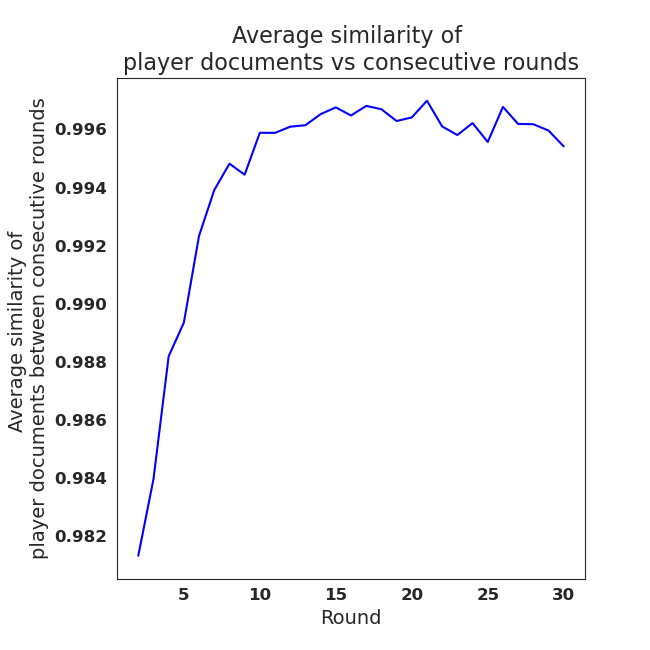 Average similarity of
player documents vs consecutive rounds
Average similarity of
player documents between consecutive rounds
0.996
0.994
0.992
0.990
0.988
0.986
0.984
0.982
5 10 15 20 25 30
Round